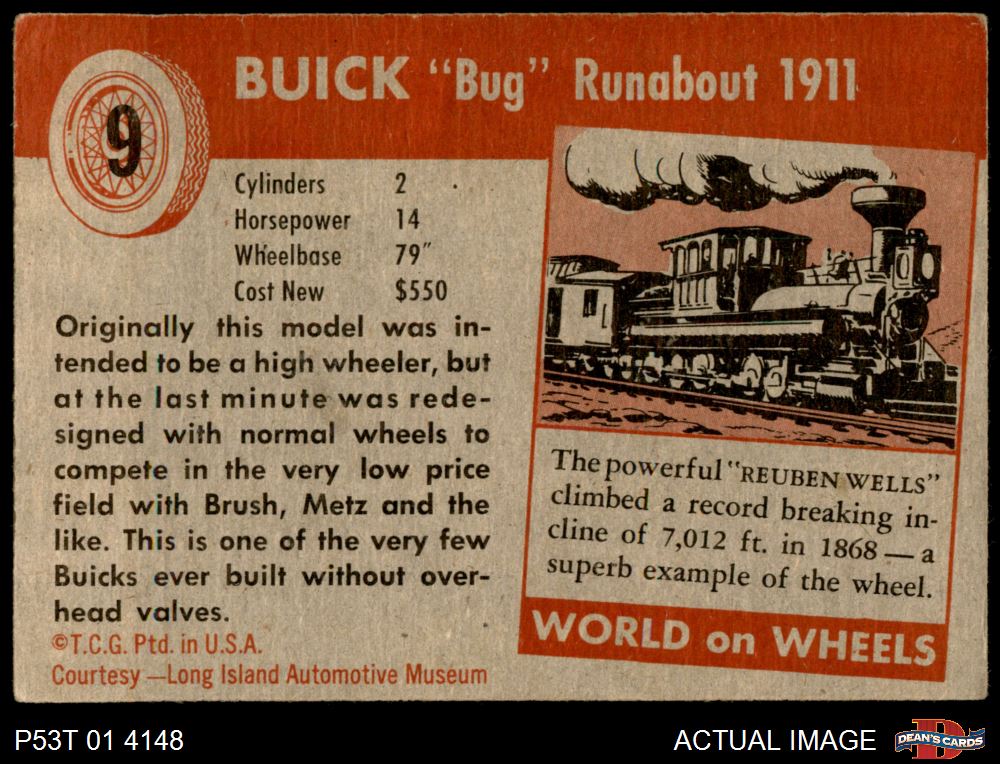 BUICK "Bug" Runabout 1911
9
Cylinders 2
Horsepower 14
Wheelbase 79"
Cost New $550
Originally this model was in-
tended to be a high wheeler, but
at the last minute was rede-
signed with normal wheels to
compete in the very low price
field with Brush, Metz and the
like. This is one of the very few
Buicks ever built without over-
head valves.
©T.C.G. Ptd. in U.S.A.
Courtesy—Long Island Automotive Museum
The powerful "REUBEN WELLS"
climbed a record breaking in-
cline of 7,012 ft. in 1868—a
superb example of the wheel.
WORLD on WHEELS
P53T 01 4148
ACTUAL IMAGE
DEAN'S CARDS